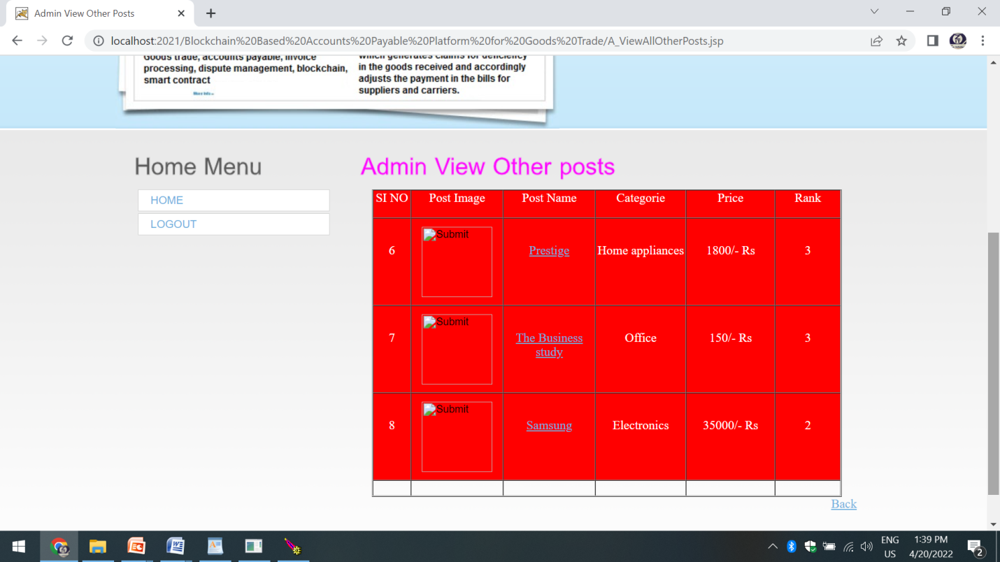 Admin View Other Posts
localhost:2021/Blockchain%20Based%20Accounts%20Payable%20Platform%20for%20Goods%20Trade/A_ViewAllOtherPosts.jsp
Goods trade, accounts payable, invoice
processing, dispute management, blockchain,
smart contract
More Info »
which generates claims for deficiency
in the goods received and accordingly
adjusts the payment in the bills for
suppliers and carriers.
Home Menu
HOME
LOGOUT
Admin View Other posts
SI NO Post Image Post Name Categorie Price Rank
6 Submit Prestige Home appliances 1800/- Rs 3
7 Submit The Business Office 150/- Rs 3
study
8 Submit Samsung Electronics 35000/- Rs 2
Back
ENG
US
1:39 PM
4/20/2022
2